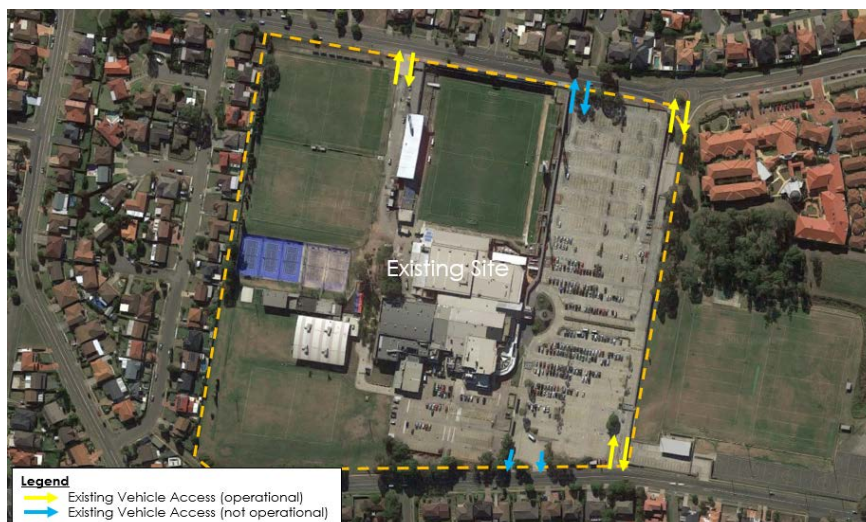 Existing Site
Legend
Existing Vehicle Access (operational)
Existing Vehicle Access (not operational)